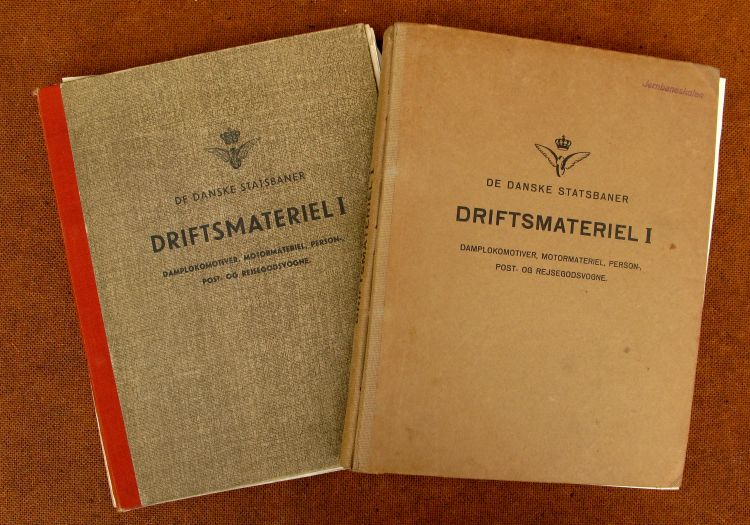 DE DANSKE STATSBANER
DRIFTSMATERIEL I
DAMPLOKOMOTIVER, MOTORMATERIEL, PERSON-,
POST- OG REJSEGODSVOGNE.
DRIFTSMATERIEL I
Jernbaneskolen
DE DANSKE STATSBANER
DRIFTSMATERIEL I
DAMPLOKOMOTIVER, MOTORMATERIEL, PERSON-,
POST- OG REJSEGODSVOGNE.